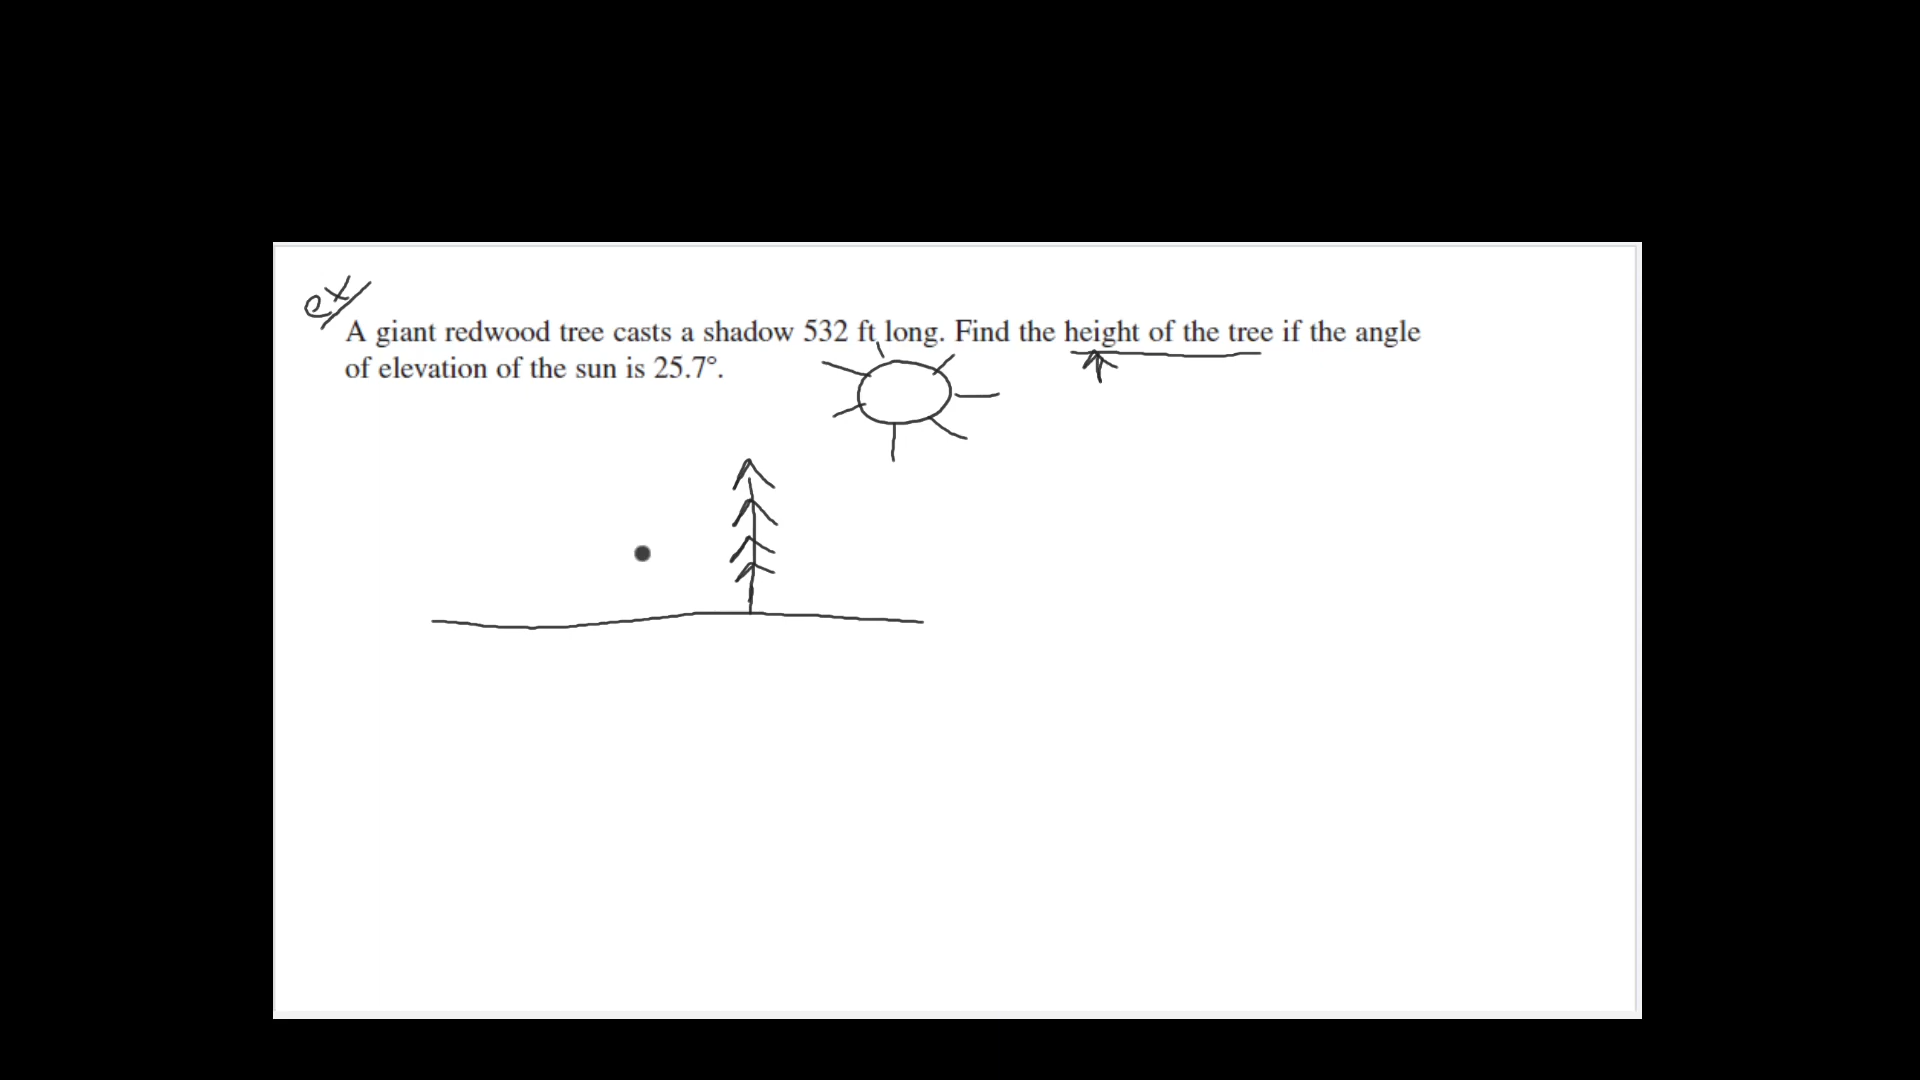 ex/
A giant redwood tree casts a shadow 532 ft long. Find the height of the tree if the angle
of elevation of the sun is 25.7°.